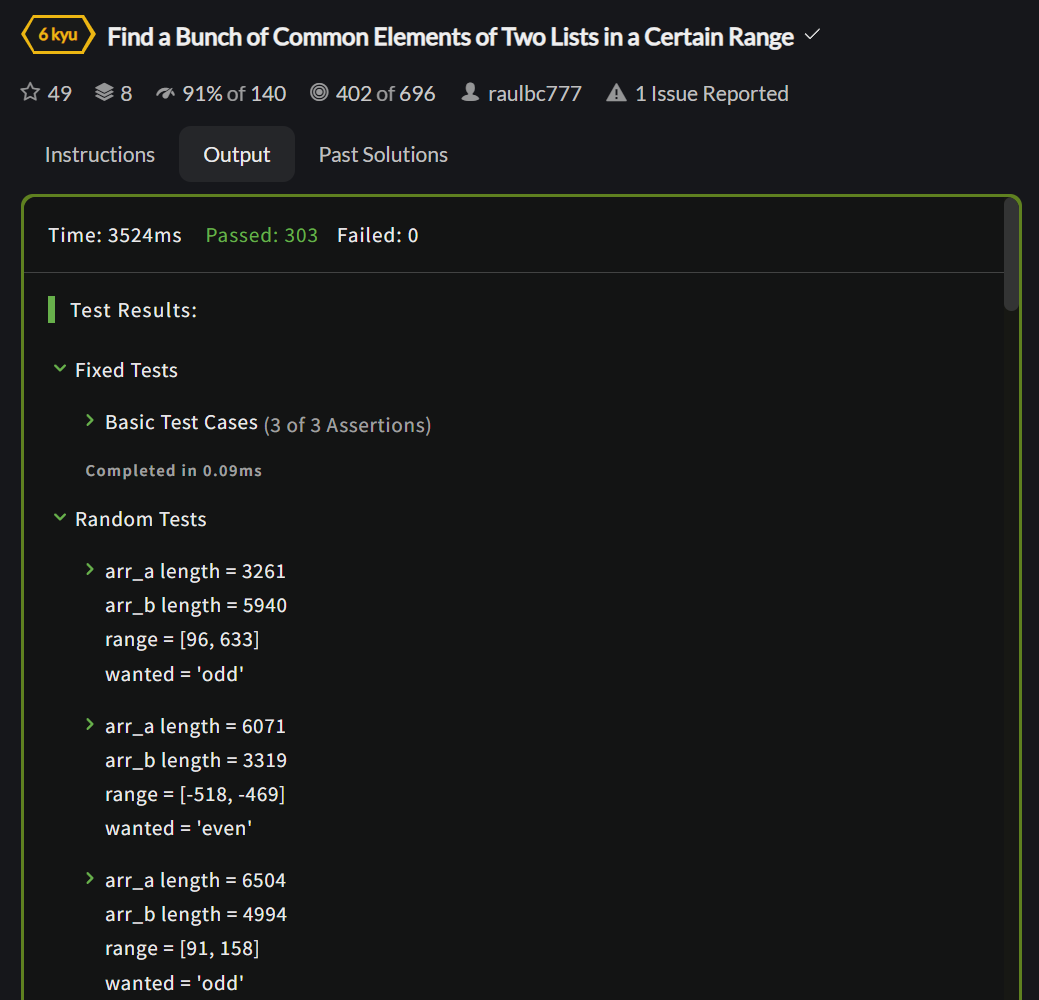 6 kyu Find a Bunch of Common Elements of Two Lists in a Certain Range
49 8 91% of 140 402 of 696 raulbc777 1 Issue Reported
Instructions Output Past Solutions
Time: 3524ms Passed: 303 Failed: 0
Test Results:
Fixed Tests
Basic Test Cases (3 of 3 Assertions)
Completed in 0.09ms
Random Tests
arr_a length = 3261
arr_b length = 5940
range = [96, 633]
wanted = 'odd'
arr_a length = 6071
arr_b length = 3319
range = [-518, -469]
wanted = 'even'
arr_a length = 6504
arr_b length = 4994
range = [91, 158]
wanted = 'odd'